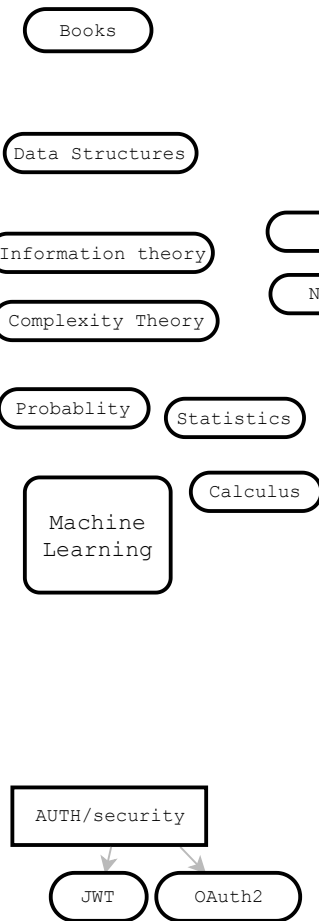 Books
Data Structures
Information theory
N
Complexity Theory
Probablity
Statistics
Calculus
Machine
Learning
AUTH/security
JWT
OAuth2